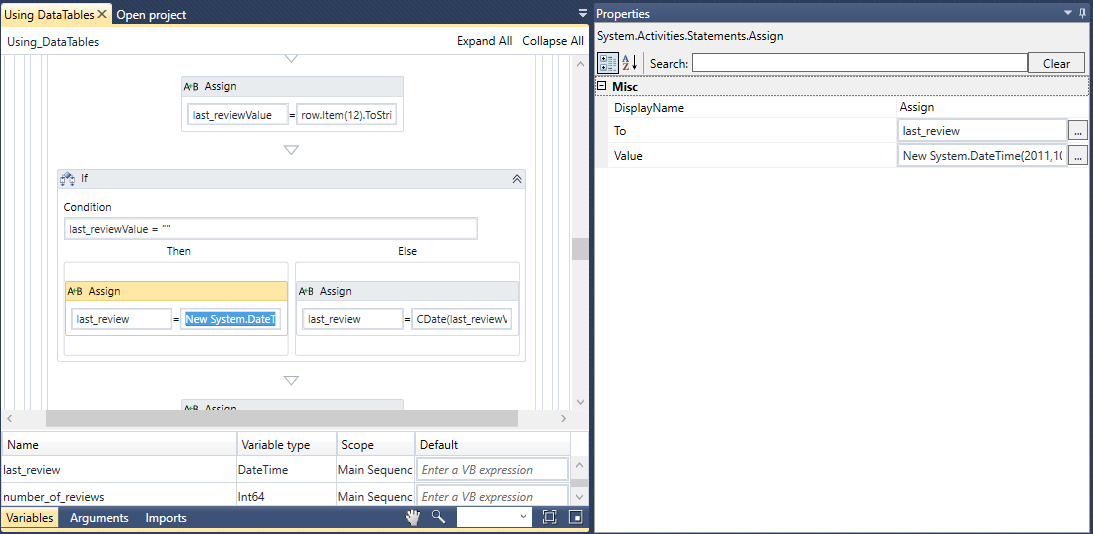 Using DataTables Open project
Using_DataTables Expand All Collapse All
A+B Assign
last_reviewValue = row.Item(12).ToStri
If
Condition
last_reviewValue = ""
Then Else
A+B Assign A+B Assign
last_review = New System.DateT last_review = CDate(last_reviewV
A+B Assign
Name Variable type Scope Default
last_review DateTime Main Sequenc Enter a VB expression
number_of_reviews Int64 Main Sequenc Enter a VB expression
Variables Arguments Imports
Properties
System.Activities.Statements.Assign
A Z Search: Clear
Misc
DisplayName Assign
To last_review ...
Value New System.DateTime(2011,10 ...